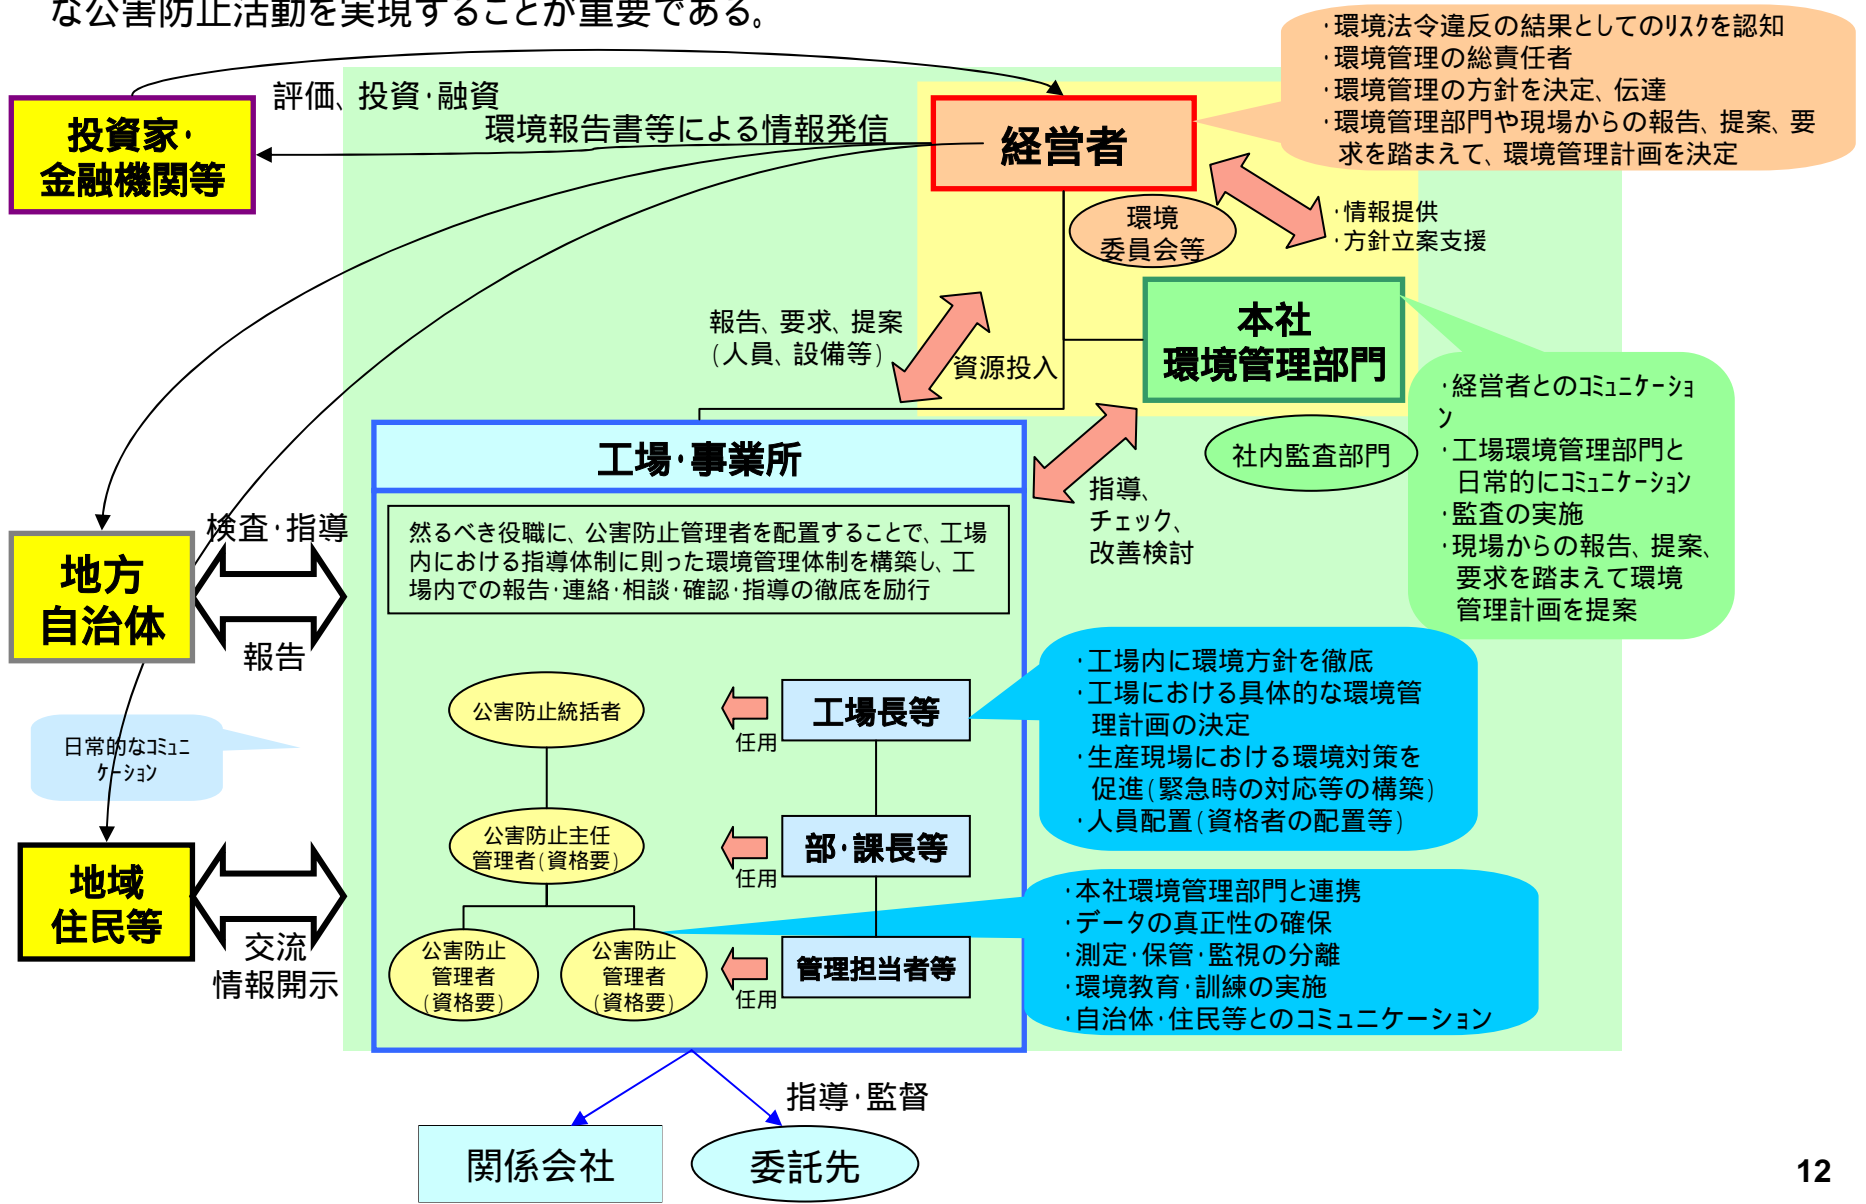 な公害防止活動を実現することが重要である。
・環境法令違反の結果としてのリスクを認知
・環境管理の総責任者
・環境管理の方針を決定、伝達
・環境管理部門や現場からの報告、提案、要
求を踏まえて、環境管理計画を決定
評価、投資・融資
環境報告書等による情報発信
投資家・
金融機関等
経営者
環境
委員会等
・情報提供
・方針立案支援
報告、要求、提案
(人員、設備等)
資源投入
本社
環境管理部門
・経営者とのコミュニケーショ
ン
・工場環境管理部門と
日常的にコミュニケーション
・監査の実施
・現場からの報告、提案、
要求を踏まえて環境
管理計画を提案
社内監査部門
指導、
チェック、
改善検討
工場・事業所
然るべき役職に、公害防止管理者を配置することで、工場
内における指導体制に則った環境管理体制を構築し、工
場内での報告・連絡・相談・確認・指導の徹底を励行
検査・指導
地方
自治体
報告
日常的なコミュニ
ケーション
地域
住民等
交流
情報開示
公害防止統括者
任用
工場長等
・工場内に環境方針を徹底
・工場における具体的な環境管
理計画の決定
・生産現場における環境対策を
促進(緊急時の対応等の構築)
・人員配置(資格者の配置等)
公害防止主任
管理者(資格要)
任用
部・課長等
公害防止
管理者
(資格要)
公害防止
管理者
(資格要)
任用
管理担当者等
・本社環境管理部門と連携
・データの真正性の確保
・測定・保管・監視の分離
・環境教育・訓練の実施
・自治体・住民等とのコミュニケーション
指導・監督
関係会社
委託先
12